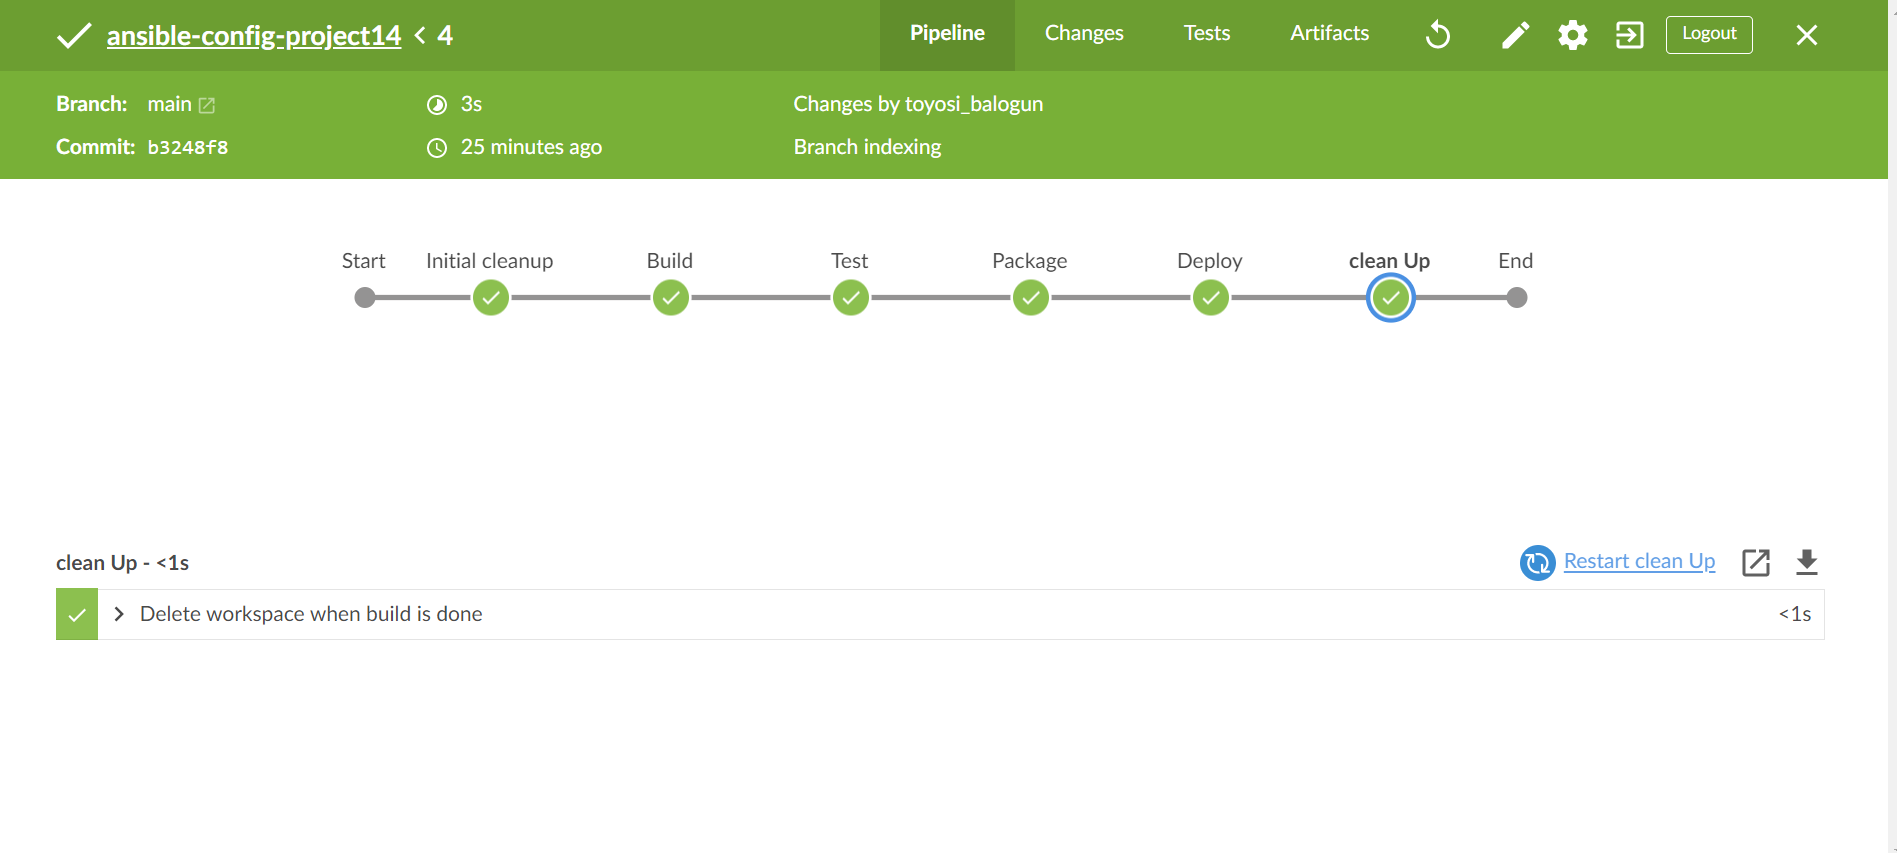 ansible-config-project14 < 4
Pipeline
Changes
Tests
Artifacts
Logout
Branch: main
3s
Changes by toyosi_balogun
Commit: b3248f8
25 minutes ago
Branch indexing
Start
Initial cleanup
Build
Test
Package
Deploy
clean Up
End
clean Up - <1s
Restart clean Up
Delete workspace when build is done
<1s